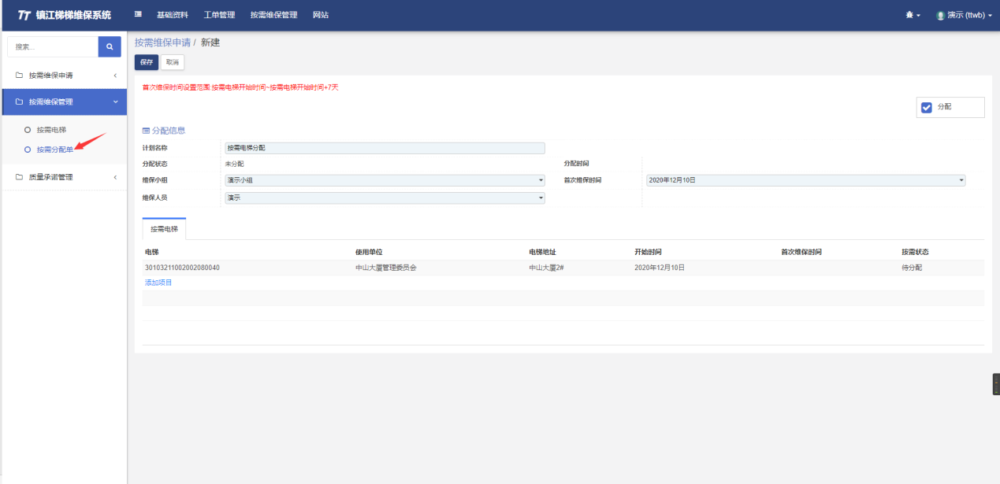 TT 镇江梯梯维保系统
基础资料 工单管理 按需维保管理 网站
演示 (ttwb)
搜索...
按需维保申请
按需维保管理
按需电梯
按需分配单
质量承诺管理
按需维保申请 / 新建
保存 取消
首次维保时间设置范围:按需电梯开始时间~按需电梯开始时间+7天
分配
分配信息
计划名称 按需电梯分配
分配状态 未分配 分配时间
维保小组 演示小组 首次维保时间 2020年12月10日
维保人员 演示
按需电梯
电梯 使用单位 电梯地址 开始时间 首次维保时间 按需状态
30103211002002080040 中山大厦管理委员会 中山大厦2# 2020年12月10日 待分配
添加项目